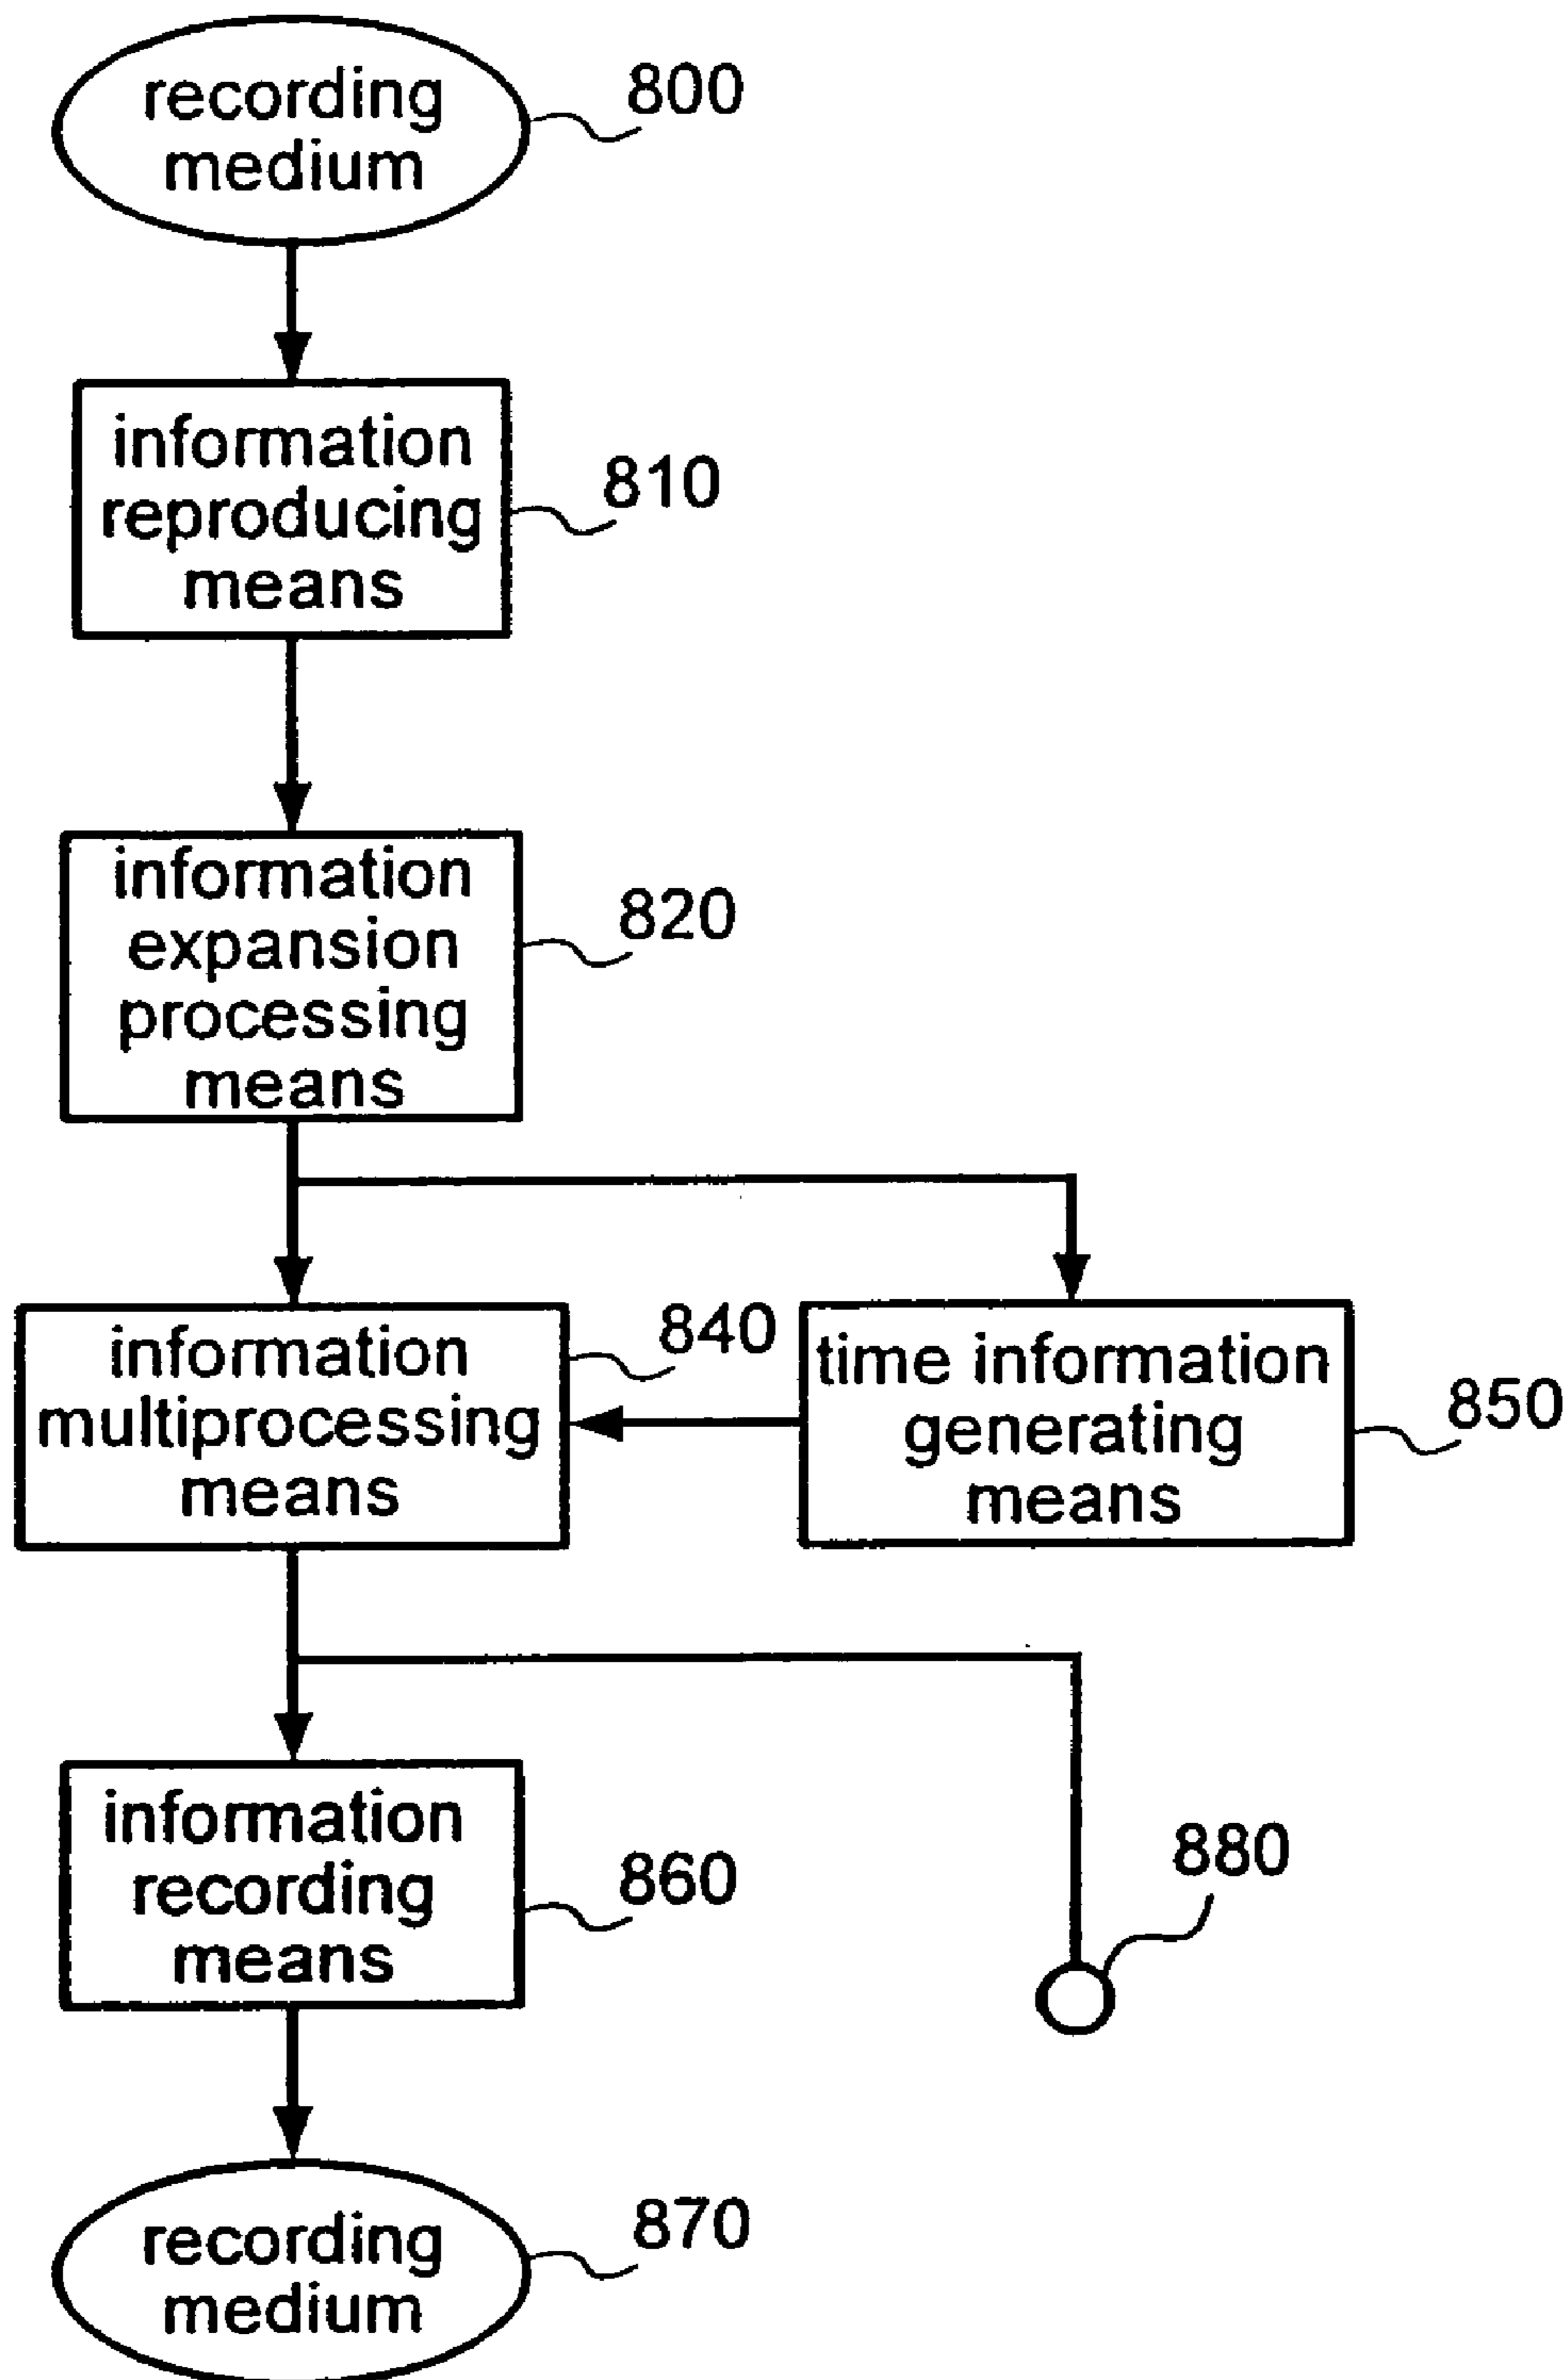 recording
medium
800
information
reproducing
means
810
information
expansion
processing
means
820
information
multiprocessing
means
840
time information
generating
means
850
information
recording
means
860
880
recording
medium
870